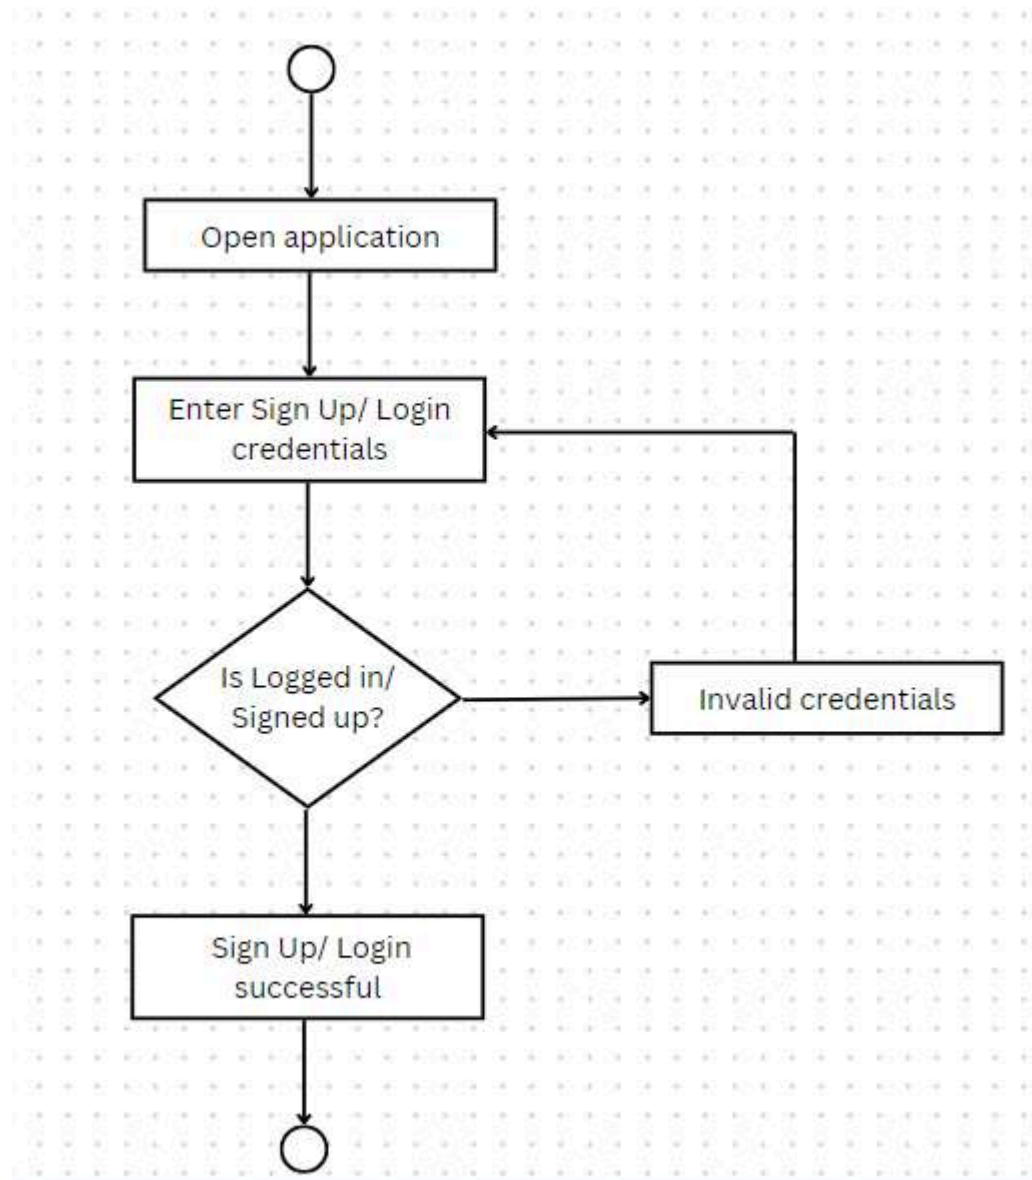 Open application
Enter Sign Up/ Login
credentials
Is Logged in/
Signed up?
Invalid credentials
Sign Up/ Login
successful